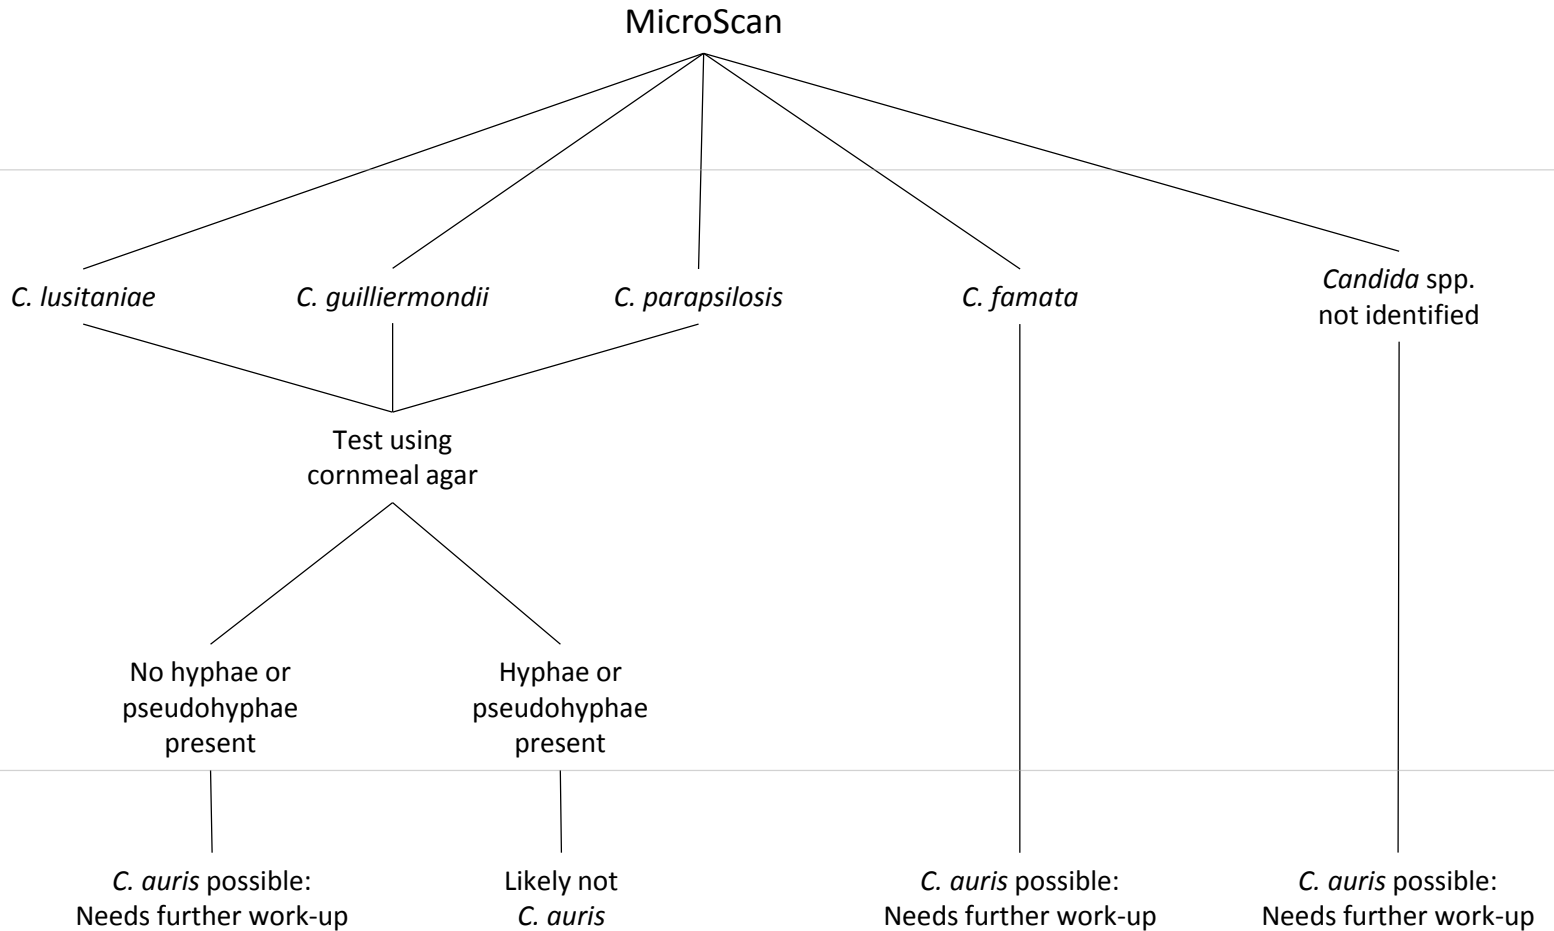 MicroScan
C. lusitaniae
C. guilliermondii
C. parapsilosis
C. famata
Candida spp.
not identified
Test using
cornmeal agar
No hyphae or
pseudohyphae
present
Hyphae or
pseudohyphae
present
C. auris possible:
Needs further work-up
Likely not
C. auris
C. auris possible:
Needs further work-up
C. auris possible:
Needs further work-up